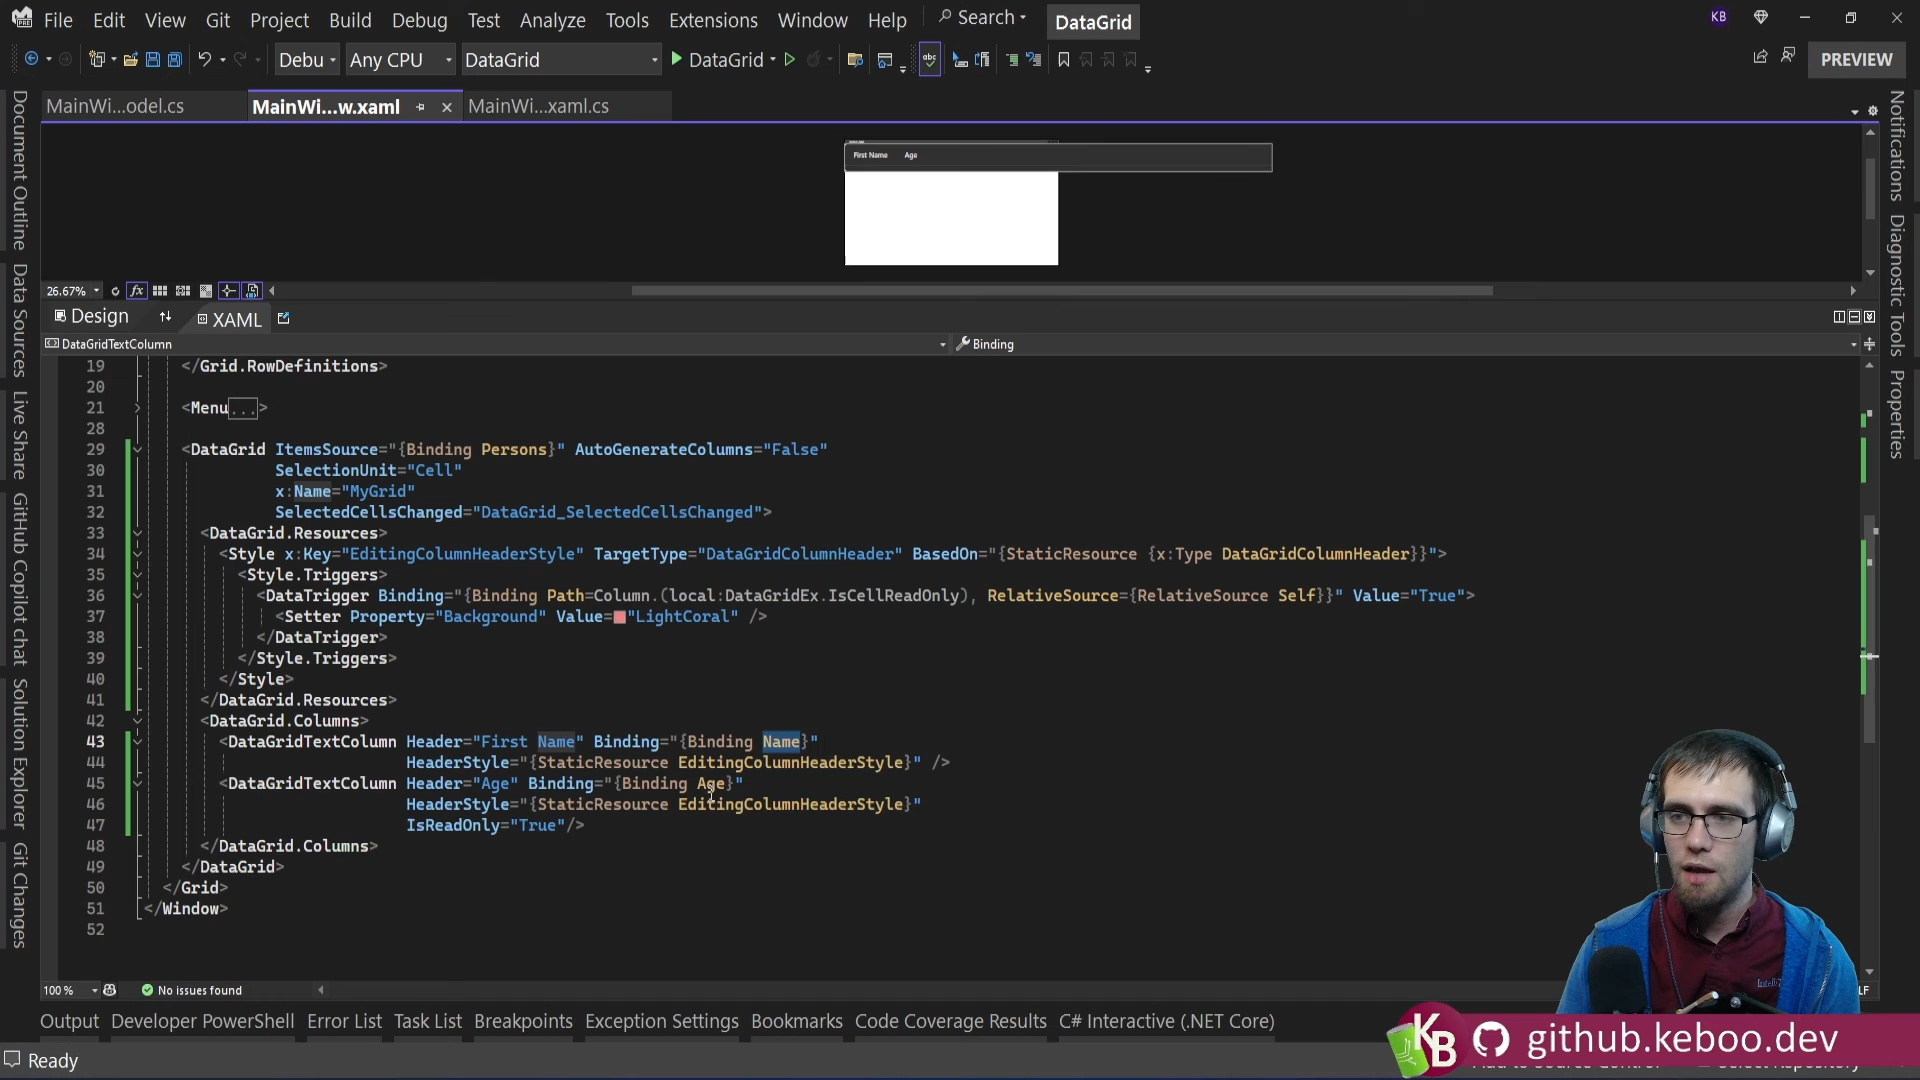 File Edit View Git Project Build Debug Test Analyze Tools Extensions Window Help Search DataGrid KB
Debu Any CPU DataGrid DataGrid PREVIEW
MainWi...odel.cs MainWi...w.xaml MainWi...xaml.cs
Document Outline
Data Sources
Live Share
GitHub Copilot chat
Solution Explorer
Git Changes
Notifications
Diagnostic Tools
Properties
First Name Age
26.67%
Design XAML
DataGridTextColumn Binding
19 </Grid.RowDefinitions>
20
21 <Menu...>
28
29 <DataGrid ItemsSource="{Binding Persons}" AutoGenerateColumns="False"
30 SelectionUnit="Cell"
31 x:Name="MyGrid"
32 SelectedCellsChanged="DataGrid_SelectedCellsChanged">
33 <DataGrid.Resources>
34 <Style x:Key="EditingColumnHeaderStyle" TargetType="DataGridColumnHeader" BasedOn="{StaticResource {x:Type DataGridColumnHeader}}">
35 <Style.Triggers>
36 <DataTrigger Binding="{Binding Path=Column.(local:DataGridEx.IsCellReadOnly), RelativeSource={RelativeSource Self}}" Value="True">
37 <Setter Property="Background" Value="LightCoral" />
38 </DataTrigger>
39 </Style.Triggers>
40 </Style>
41 </DataGrid.Resources>
42 <DataGrid.Columns>
43 <DataGridTextColumn Header="First Name" Binding="{Binding Name}"
44 HeaderStyle="{StaticResource EditingColumnHeaderStyle}" />
45 <DataGridTextColumn Header="Age" Binding="{Binding Age}"
46 HeaderStyle="{StaticResource EditingColumnHeaderStyle}"
47 IsReadOnly="True"/>
48 </DataGrid.Columns>
49 </DataGrid>
50 </Grid>
51 </Window>
52
100 % No issues found LF
Output Developer PowerShell Error List Task List Breakpoints Exception Settings Bookmarks Code Coverage Results C# Interactive (.NET Core)
KB github.keboo.dev
Ready